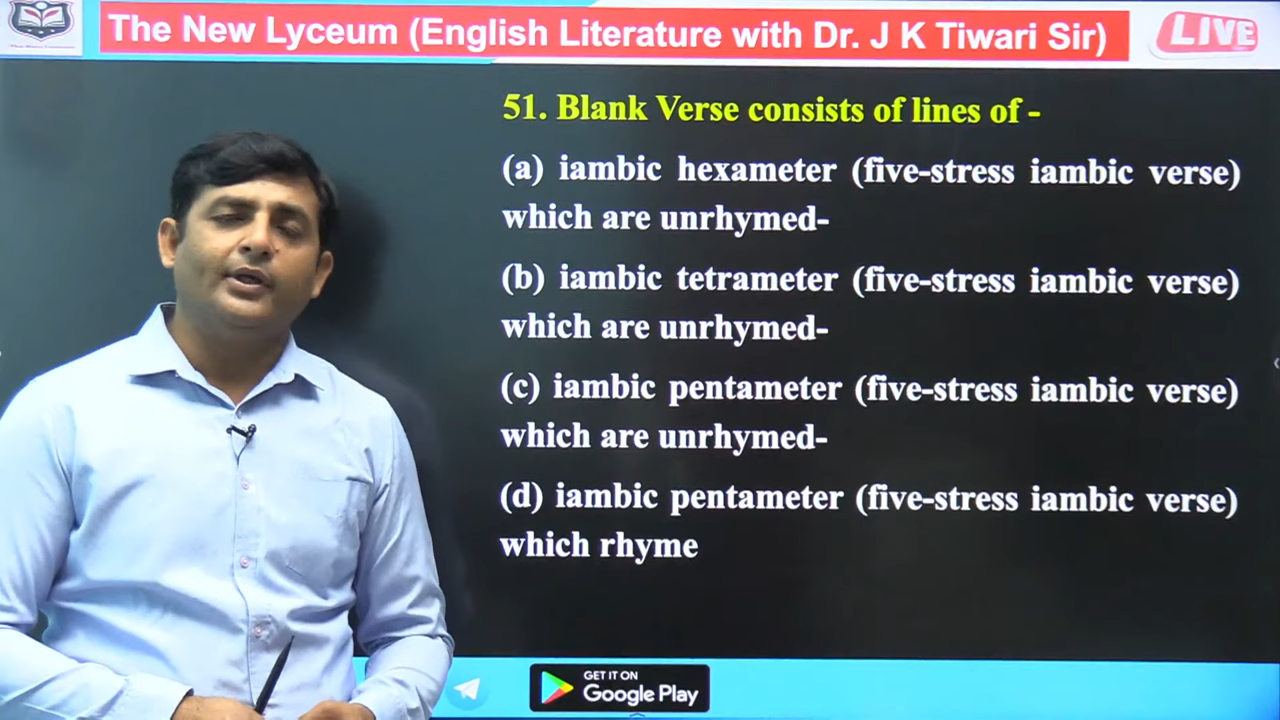 The New Lyceum (English Literature with Dr. J K Tiwari Sir)
LIVE
51. Blank Verse consists of lines of -
(a) iambic hexameter (five-stress iambic verse)
which are unrhymed-
(b) iambic tetrameter (five-stress iambic verse)
which are unrhymed-
(c) iambic pentameter (five-stress iambic verse)
which are unrhymed-
(d) iambic pentameter (five-stress iambic verse)
which rhyme
GET IT ON
Google Play